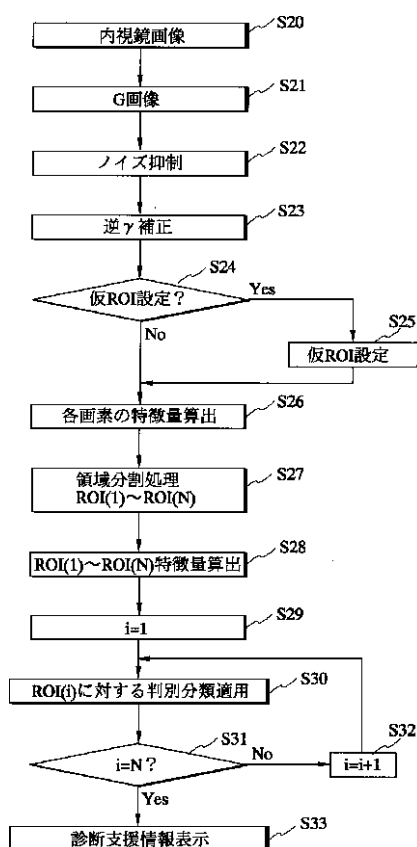 S20
内視鏡画像
S21
G画像
S22
ノイズ抑制
S23
逆γ補正
S24
仮ROI設定？
Yes
No
S25
仮ROI設定
S26
各画素の特徴量算出
S27
領域分割処理
ROI(1)～ROI(N)
S28
ROI(1)～ROI(N)特徴量算出
S29
i=1
S30
ROI(i)に対する判別分類適用
S31
i=N？
No
S32
i=i+1
Yes
S33
診断支援情報表示